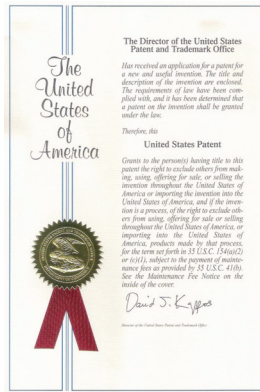 The
United
States
of
America
The Director of the United States
Patent and Trademark Office
Has received an application for a patent for
a new and useful invention. The title and
description of the invention are enclosed.
The requirements of law have been com-
plied with, and it has been determined that
a patent on the invention shall be granted
under the law.
Therefore, this
United States Patent
Grants to the person(s) having title to this
patent the right to exclude others from mak-
ing, using, offering for sale, or selling the
invention throughout the United States of
America or importing the invention into the
United States of America, and if the inven-
tion is a process, of the right to exclude oth-
ers from using, offering for sale or selling
throughout the United States of America, or
importing into the United States of
America, products made by that process,
for the term set forth in 35 U.S.C. 154(a)(2)
or (c)(1), subject to the payment of mainte-
nance fees as provided by 35 U.S.C. 41(b).
See the Maintenance Fee Notice on the
inside of the cover.
David J. Kappos
Director of the United States Patent and Trademark Office